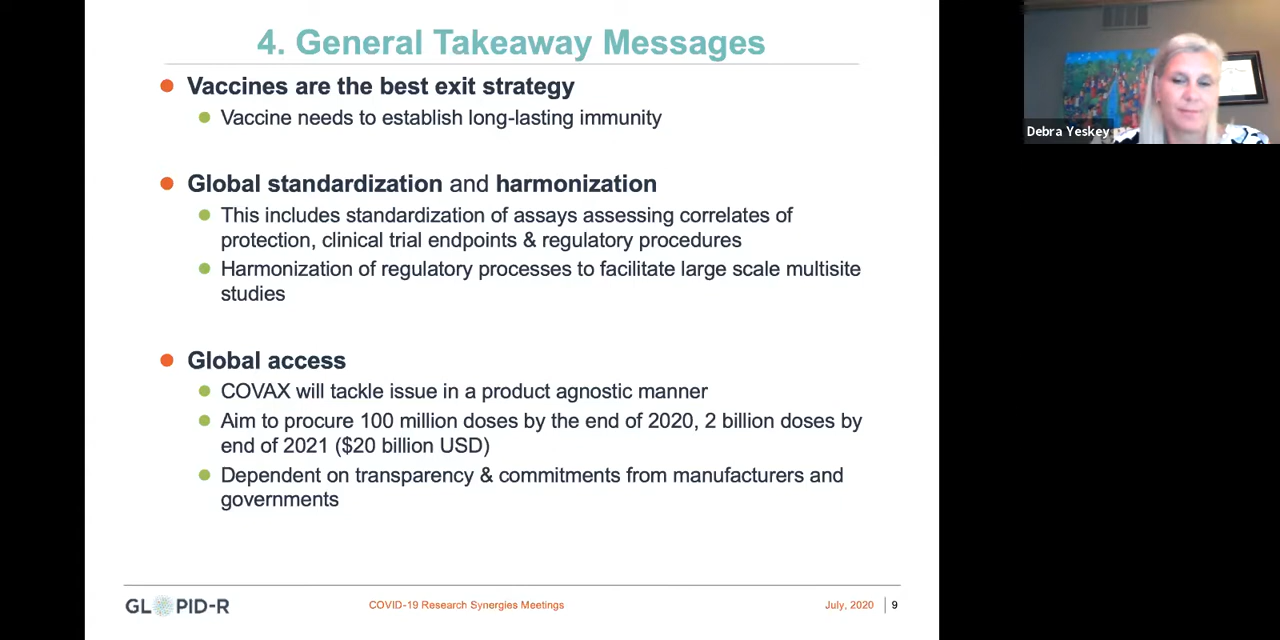 4. General Takeaway Messages
Vaccines are the best exit strategy
Vaccine needs to establish long-lasting immunity
Global standardization and harmonization
This includes standardization of assays assessing correlates of
protection, clinical trial endpoints & regulatory procedures
Harmonization of regulatory processes to facilitate large scale multisite
studies
Global access
COVAX will tackle issue in a product agnostic manner
Aim to procure 100 million doses by the end of 2020, 2 billion doses by
end of 2021 ($20 billion USD)
Dependent on transparency & commitments from manufacturers and
governments
GLOPID-R
COVID-19 Research Synergies Meetings
July, 2020
9
Debra Yeskey